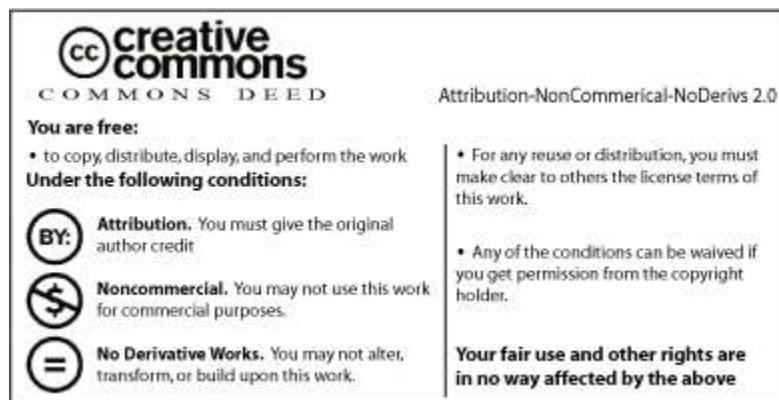 cc creative
commons
COMMONS DEED
Attribution-NonCommerical-NoDerivs 2.0
You are free:
• to copy, distribute, display, and perform the work
Under the following conditions:
BY:
Attribution. You must give the original
author credit
$
Noncommercial. You may not use this work
for commercial purposes.
=
No Derivative Works. You may not alter,
transform, or build upon this work.
• For any reuse or distribution, you must
make clear to others the license terms of
this work.
• Any of the conditions can be waived if
you get permission from the copyright
holder.
Your fair use and other rights are
in no way affected by the above